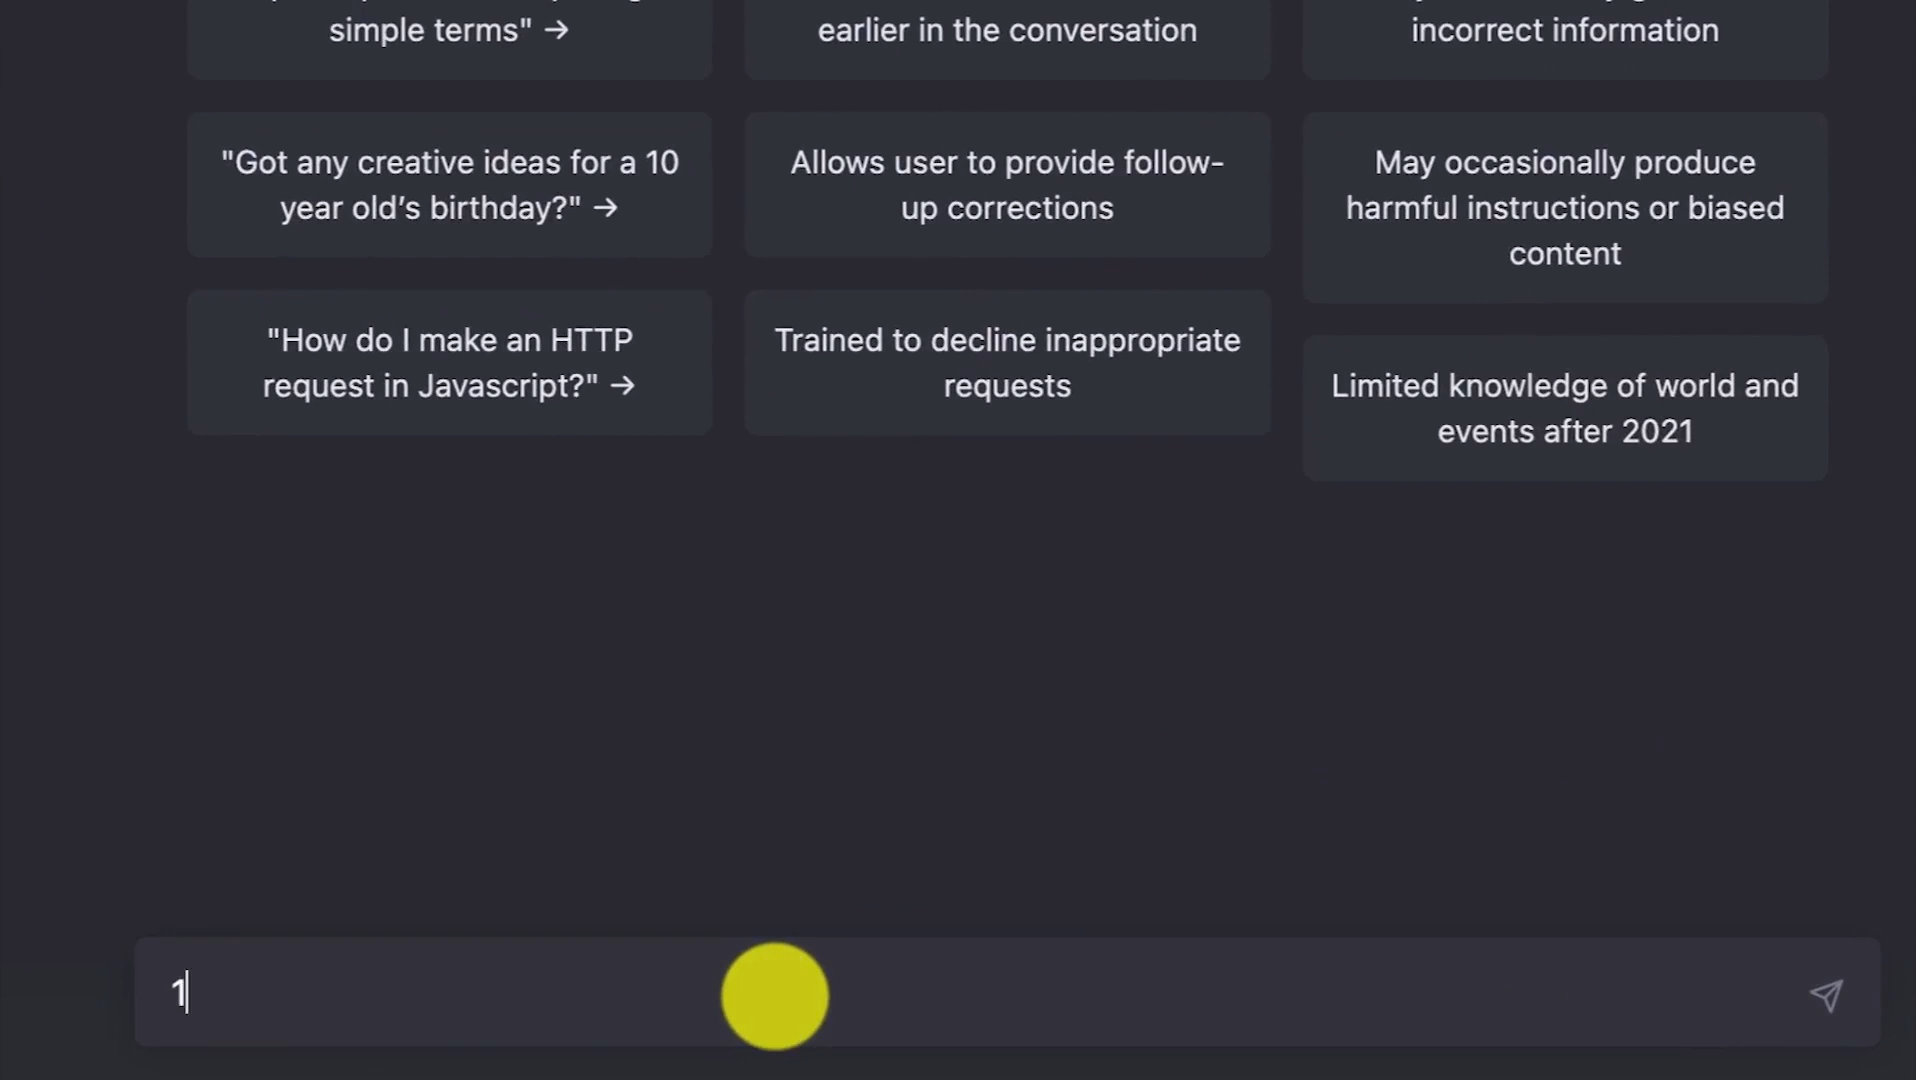 simple terms" →
"Got any creative ideas for a 10
year old's birthday?" →
"How do I make an HTTP
request in Javascript?" →
earlier in the conversation
Allows user to provide follow-
up corrections
Trained to decline inappropriate
requests
incorrect information
May occasionally produce
harmful instructions or biased
content
Limited knowledge of world and
events after 2021
1